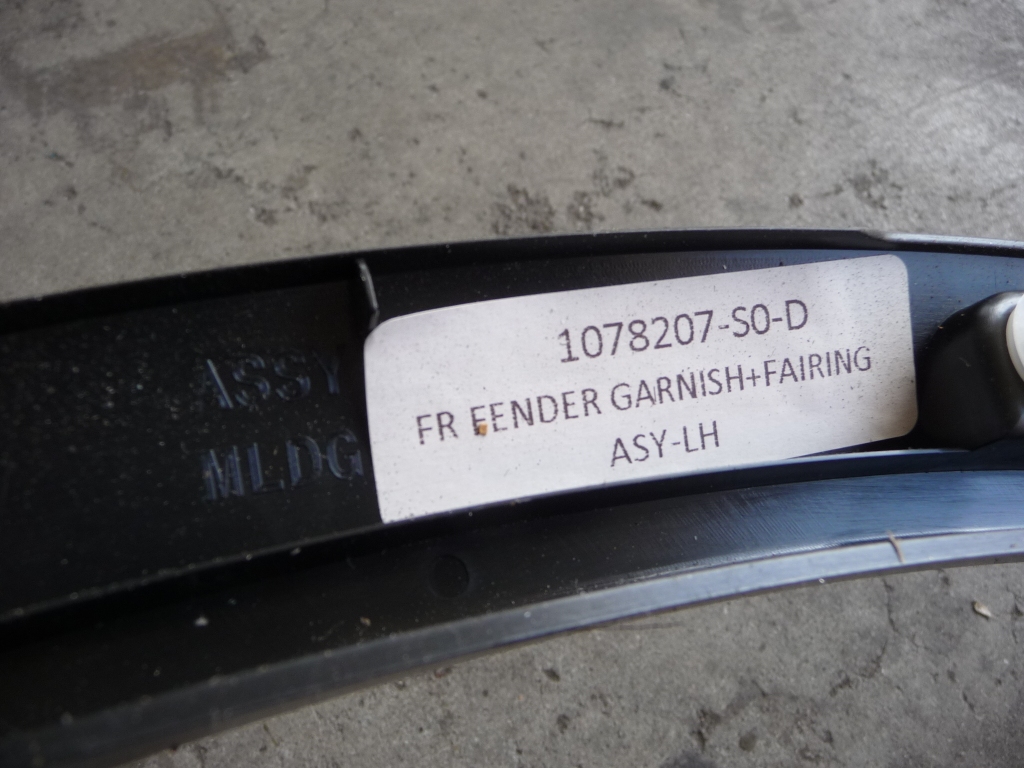 1078207-S0-D
FR FENDER GARNISH+FAIRING
ASY-LH
ASSY
MLDG